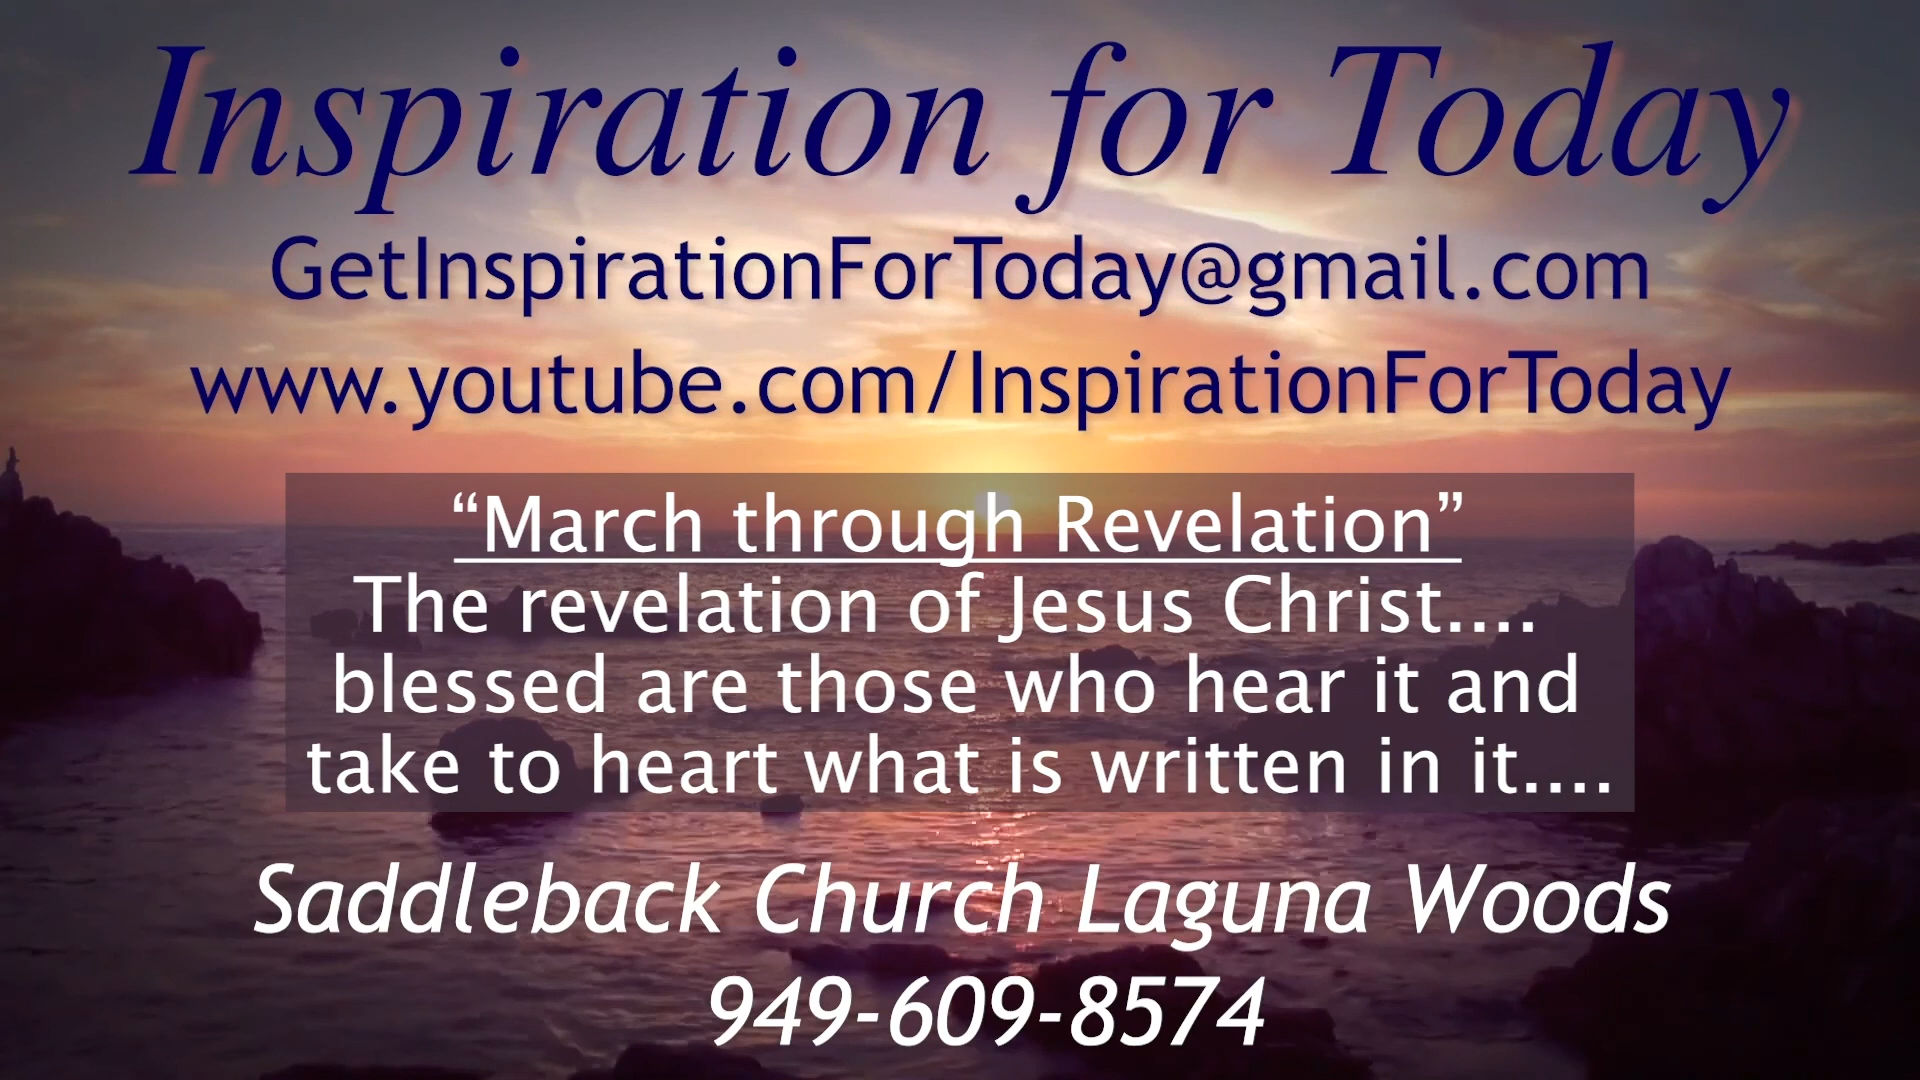 Inspiration for Today
GetInspirationForToday@gmail.com
www.youtube.com/InspirationForToday
“March through Revelation”
The revelation of Jesus Christ....
blessed are those who hear it and
take to heart what is written in it....
Saddleback Church Laguna Woods
949-609-8574